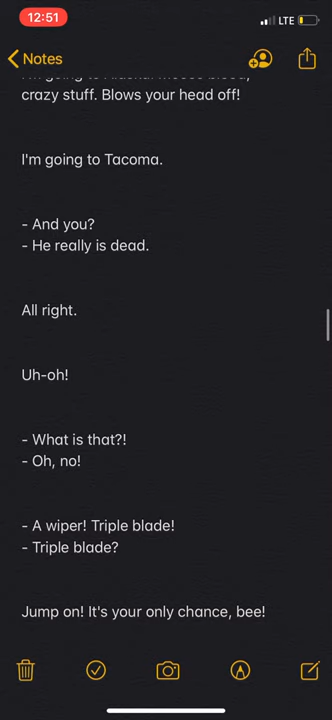 12:51
LTE
Notes
crazy stuff. Blows your head off!
I'm going to Tacoma.
- And you?
- He really is dead.
All right.
Uh-oh!
- What is that?!
- Oh, no!
- A wiper! Triple blade!
- Triple blade?
Jump on! It's your only chance, bee!